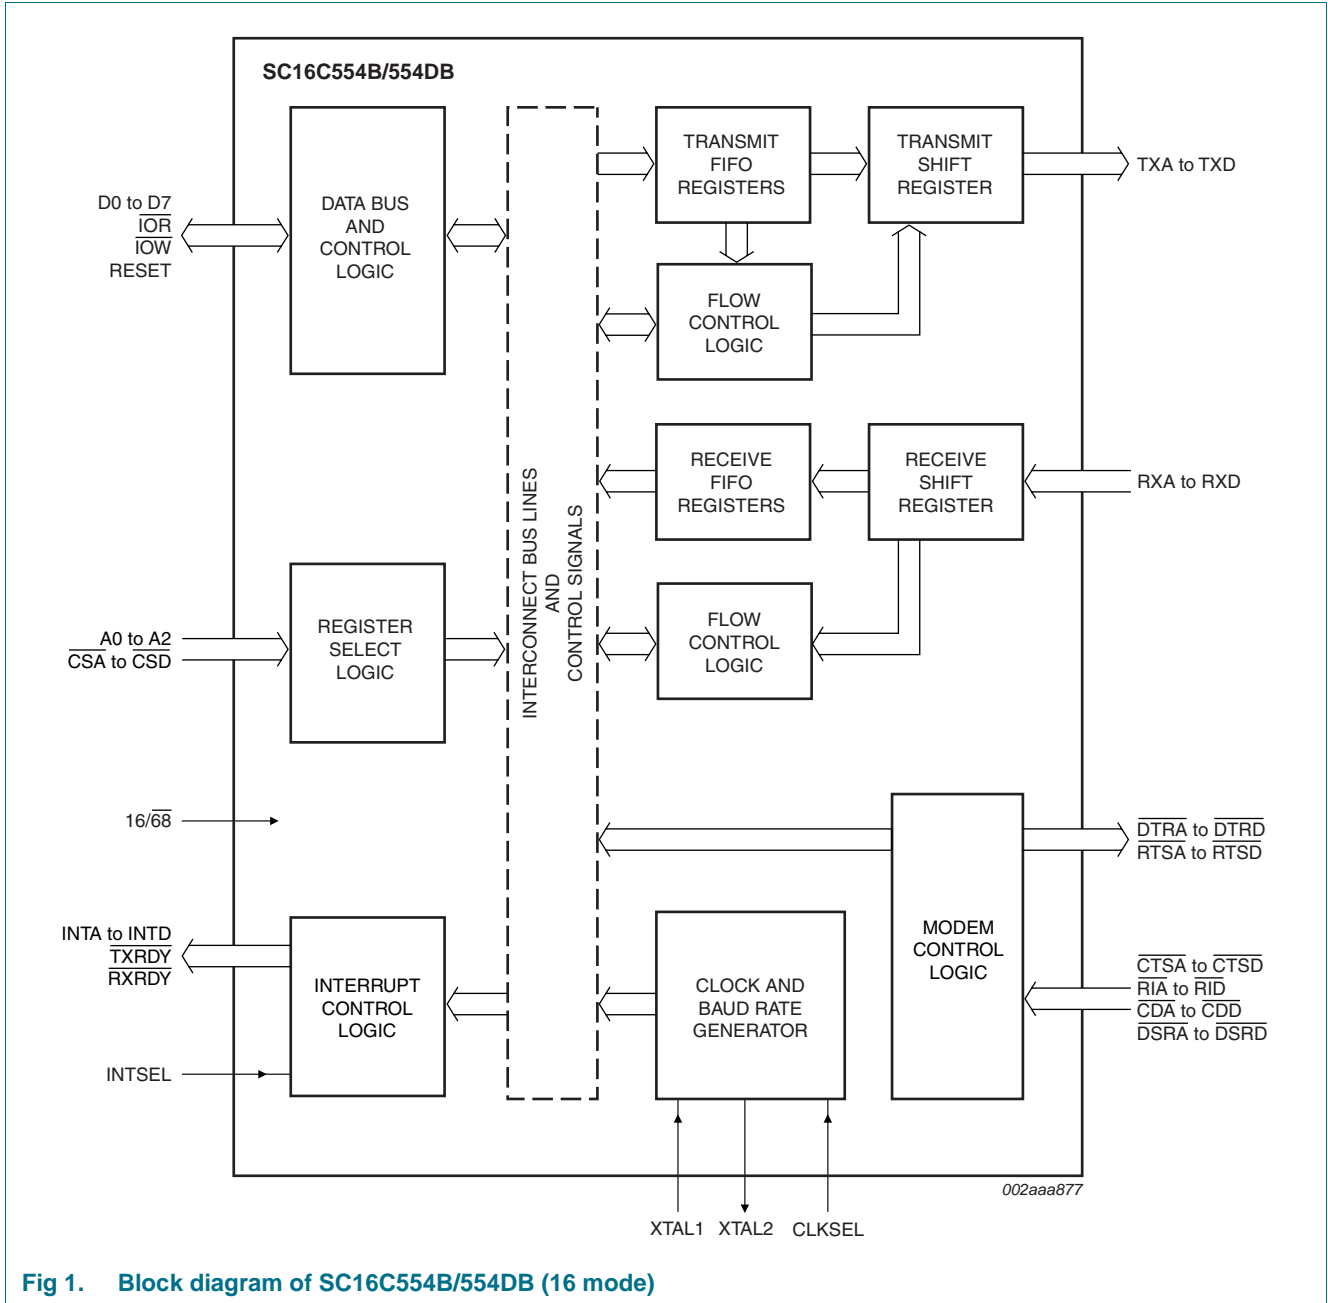 SC16C554B/554DB
DATA BUS
AND
CONTROL
LOGIC
D0 to D7
IOR
IOW
RESET
TRANSMIT
FIFO
REGISTERS
TRANSMIT
SHIFT
REGISTER
TXA to TXD
FLOW
CONTROL
LOGIC
RECEIVE
FIFO
REGISTERS
RECEIVE
SHIFT
REGISTER
RXA to RXD
INTERCONNECT BUS LINES
AND
CONTROL SIGNALS
REGISTER
SELECT
LOGIC
A0 to A2
CSA to CSD
FLOW
CONTROL
LOGIC
16/68
DTRA to DTRD
RTSA to RTSD
MODEM
CONTROL
LOGIC
CTSA to CTSD
RIA to RID
CDA to CDD
DSRA to DSRD
INTA to INTD
TXRDY
RXRDY
INTERRUPT
CONTROL
LOGIC
INTSEL
CLOCK AND
BAUD RATE
GENERATOR
002aaa877
XTAL1 XTAL2 CLKSEL
Fig 1. Block diagram of SC16C554B/554DB (16 mode)